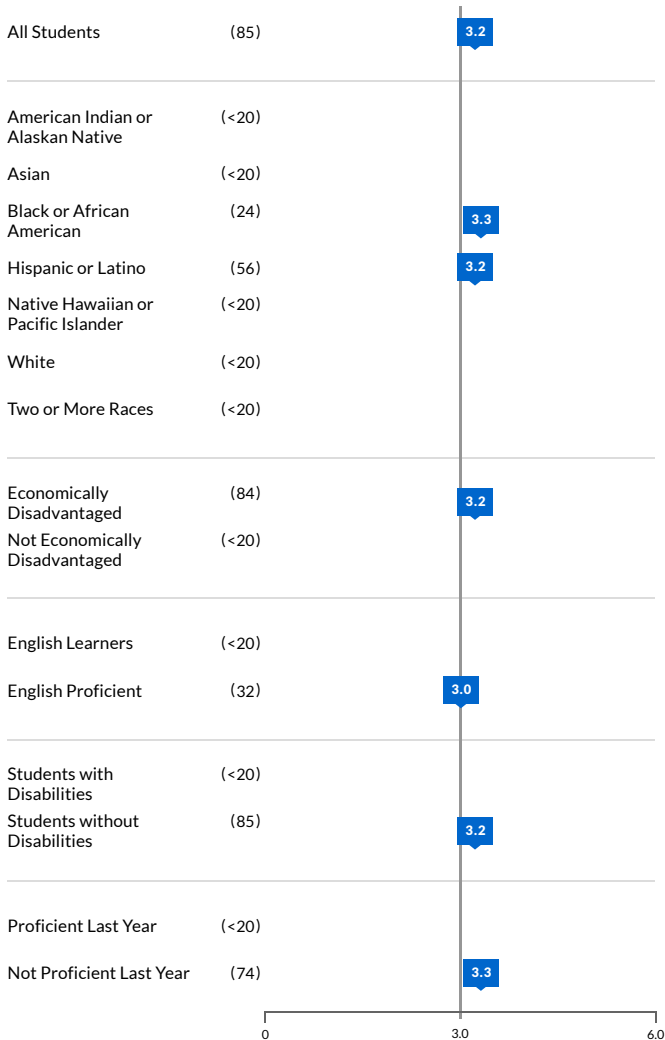 All Students (85) 3.2
American Indian or (<20)
Alaskan Native
Asian (<20)
Black or African (24) 3.3
American
Hispanic or Latino (56) 3.2
Native Hawaiian or (<20)
Pacific Islander
White (<20)
Two or More Races (<20)
Economically (84) 3.2
Disadvantaged
Not Economically (<20)
Disadvantaged
English Learners (<20)
English Proficient (32) 3.0
Students with (<20)
Disabilities
Students without (85) 3.2
Disabilities
Proficient Last Year (<20)
Not Proficient Last Year (74) 3.3
0 3.0 6.0